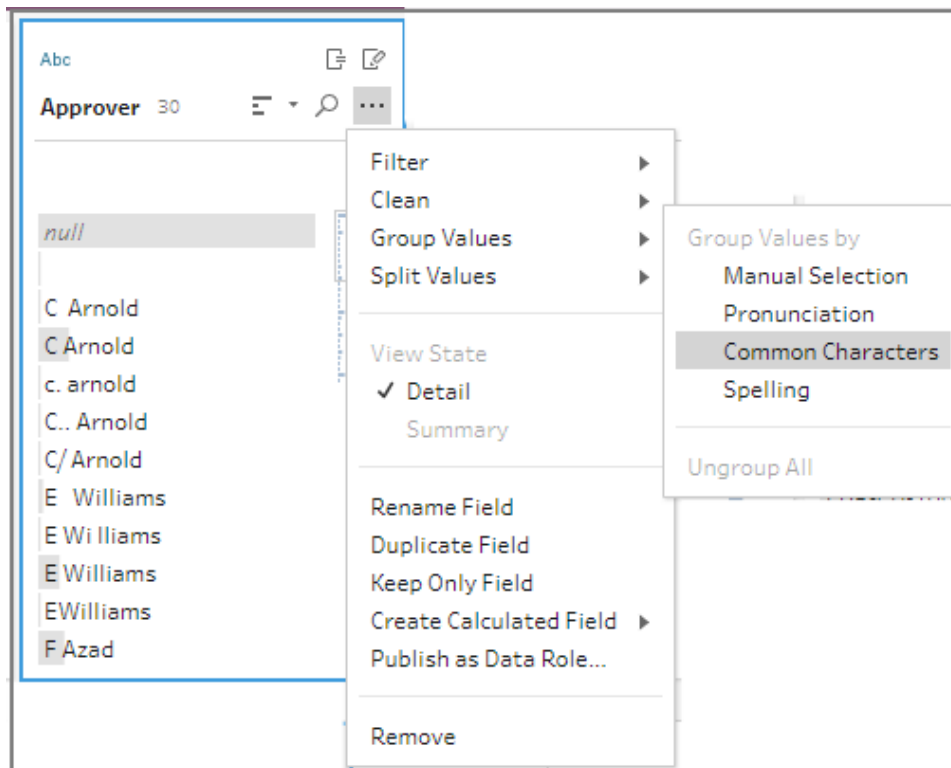 Abc
Approver 30
null
C Arnold
C Arnold
c. arnold
C.. Arnold
C/ Arnold
E  Williams
E Wi lliams
E Williams
EWilliams
F Azad
Filter
Clean
Group Values
Split Values
View State
✓ Detail
Summary
Rename Field
Duplicate Field
Keep Only Field
Create Calculated Field
Publish as Data Role...
Remove
Group Values by
Manual Selection
Pronunciation
Common Characters
Spelling
Ungroup All